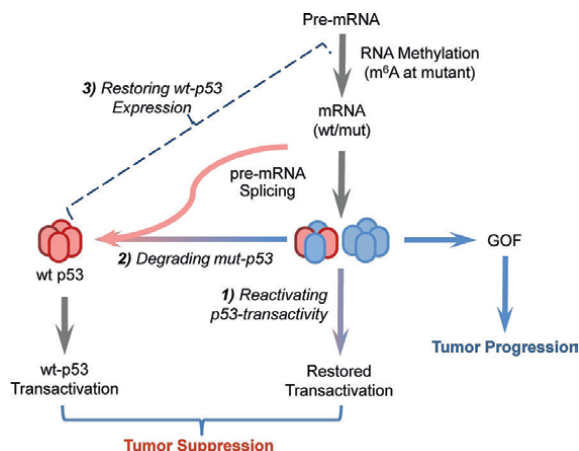 Pre-mRNA
RNA Methylation
(m⁶A at mutant)
3) Restoring wt-p53
Expression
mRNA
(wt/mut)
pre-mRNA
Splicing
wt p53
2) Degrading mut-p53
GOF
1) Reactivating
p53-transactivity
Tumor Progression
wt-p53
Transactivation
Restored
Transactivation
Tumor Suppression